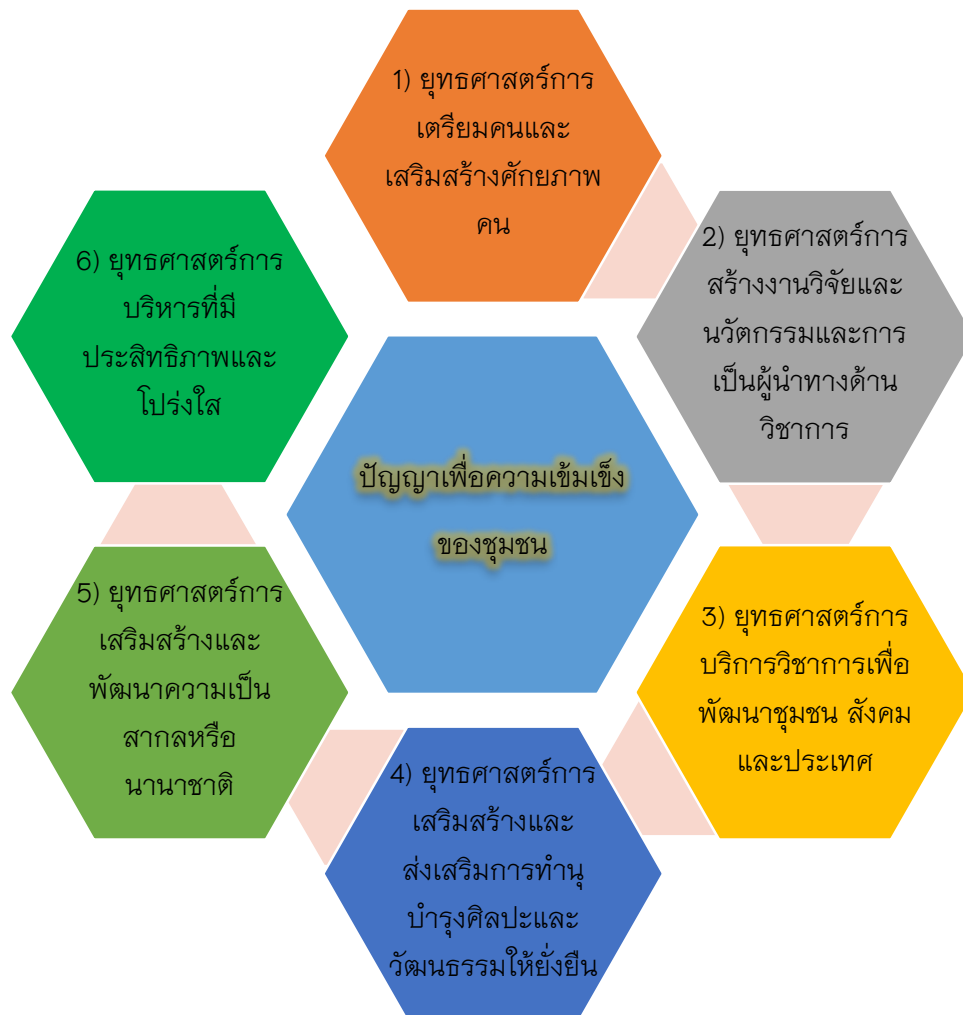 1) ยุทธศาสตร์การ
เตรียมคนและ
เสริมสร้างศักยภาพ
คน
2) ยุทธศาสตร์การ
สร้างงานวิจัยและ
นวัตกรรมและการ
เป็นผู้นำทางด้าน
วิชาการ
3) ยุทธศาสตร์การ
บริการวิชาการเพื่อ
พัฒนาชุมชน สังคม
และประเทศ
4) ยุทธศาสตร์การ
เสริมสร้างและ
ส่งเสริมการทำนุ
บำรุงศิลปะและ
วัฒนธรรมให้ยั่งยืน
5) ยุทธศาสตร์การ
เสริมสร้างและ
พัฒนาความเป็น
สากลหรือ
นานาชาติ
6) ยุทธศาสตร์การ
บริหารที่มี
ประสิทธิภาพและ
โปร่งใส
ปัญญาเพื่อความเข้มเข็ง
ของชุมชน